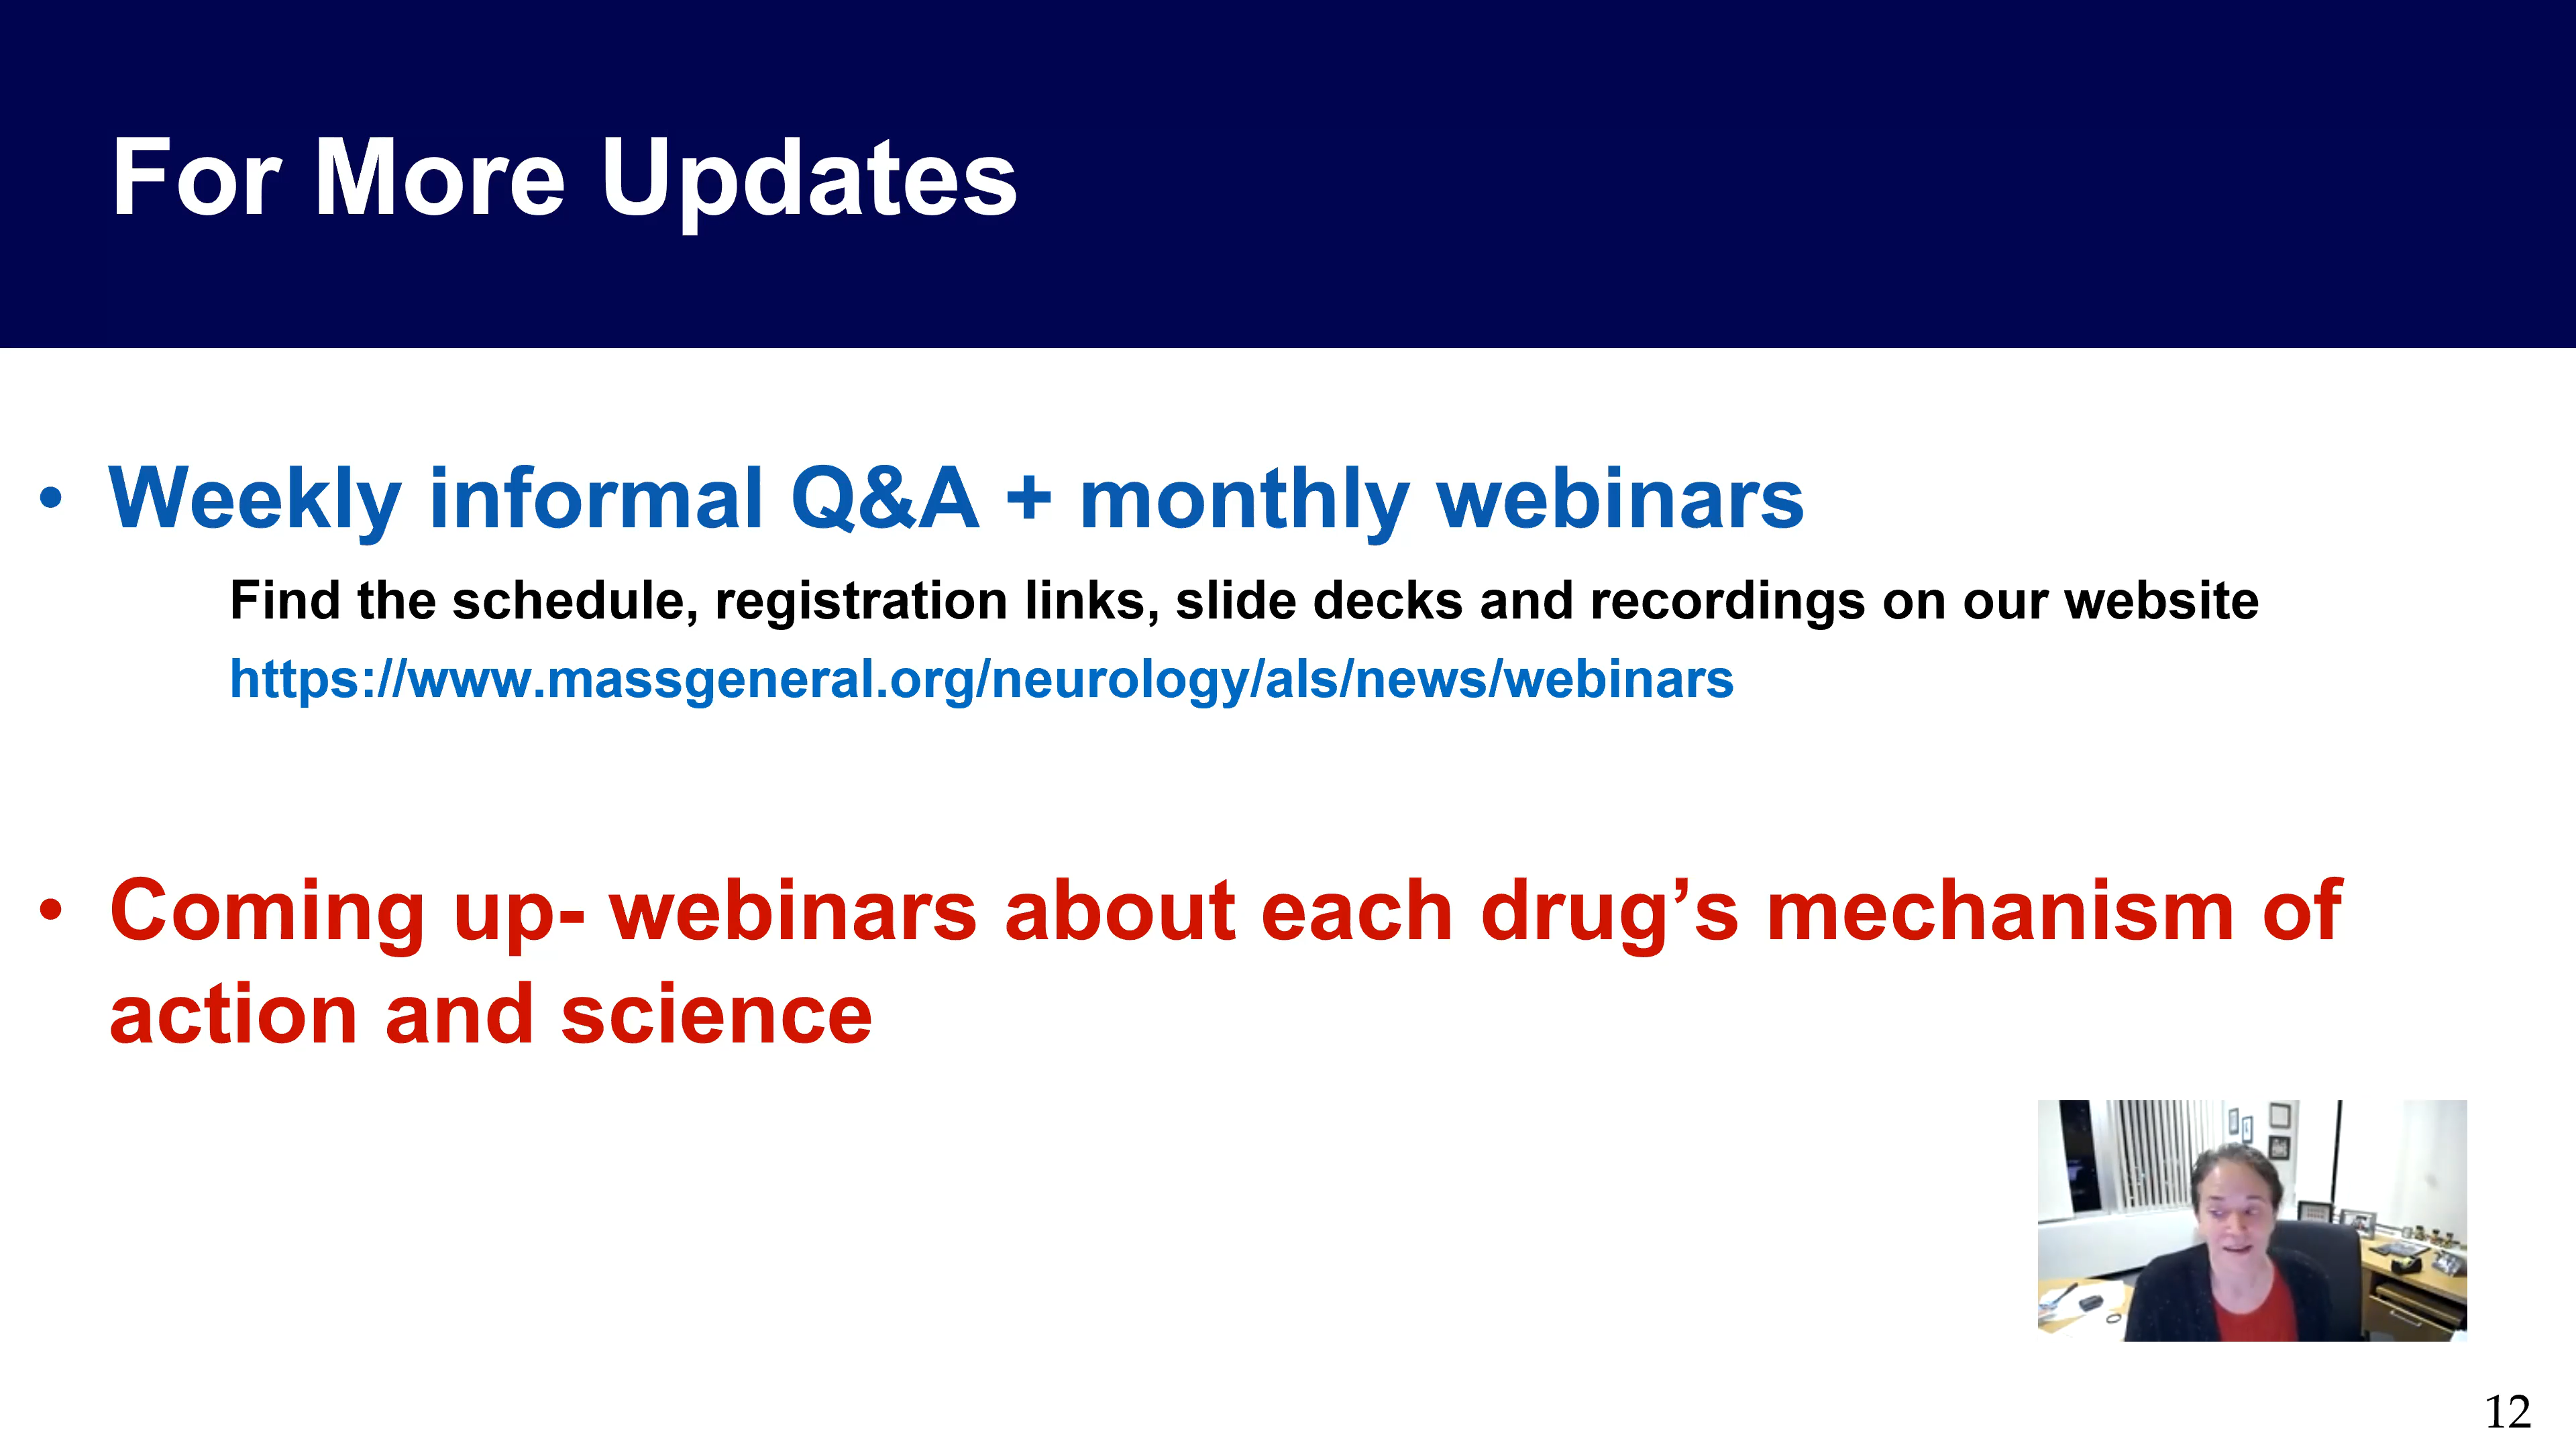 For More Updates
• Weekly informal Q&A + monthly webinars
Find the schedule, registration links, slide decks and recordings on our website
https://www.massgeneral.org/neurology/als/news/webinars
• Coming up- webinars about each drug’s mechanism of
action and science
12